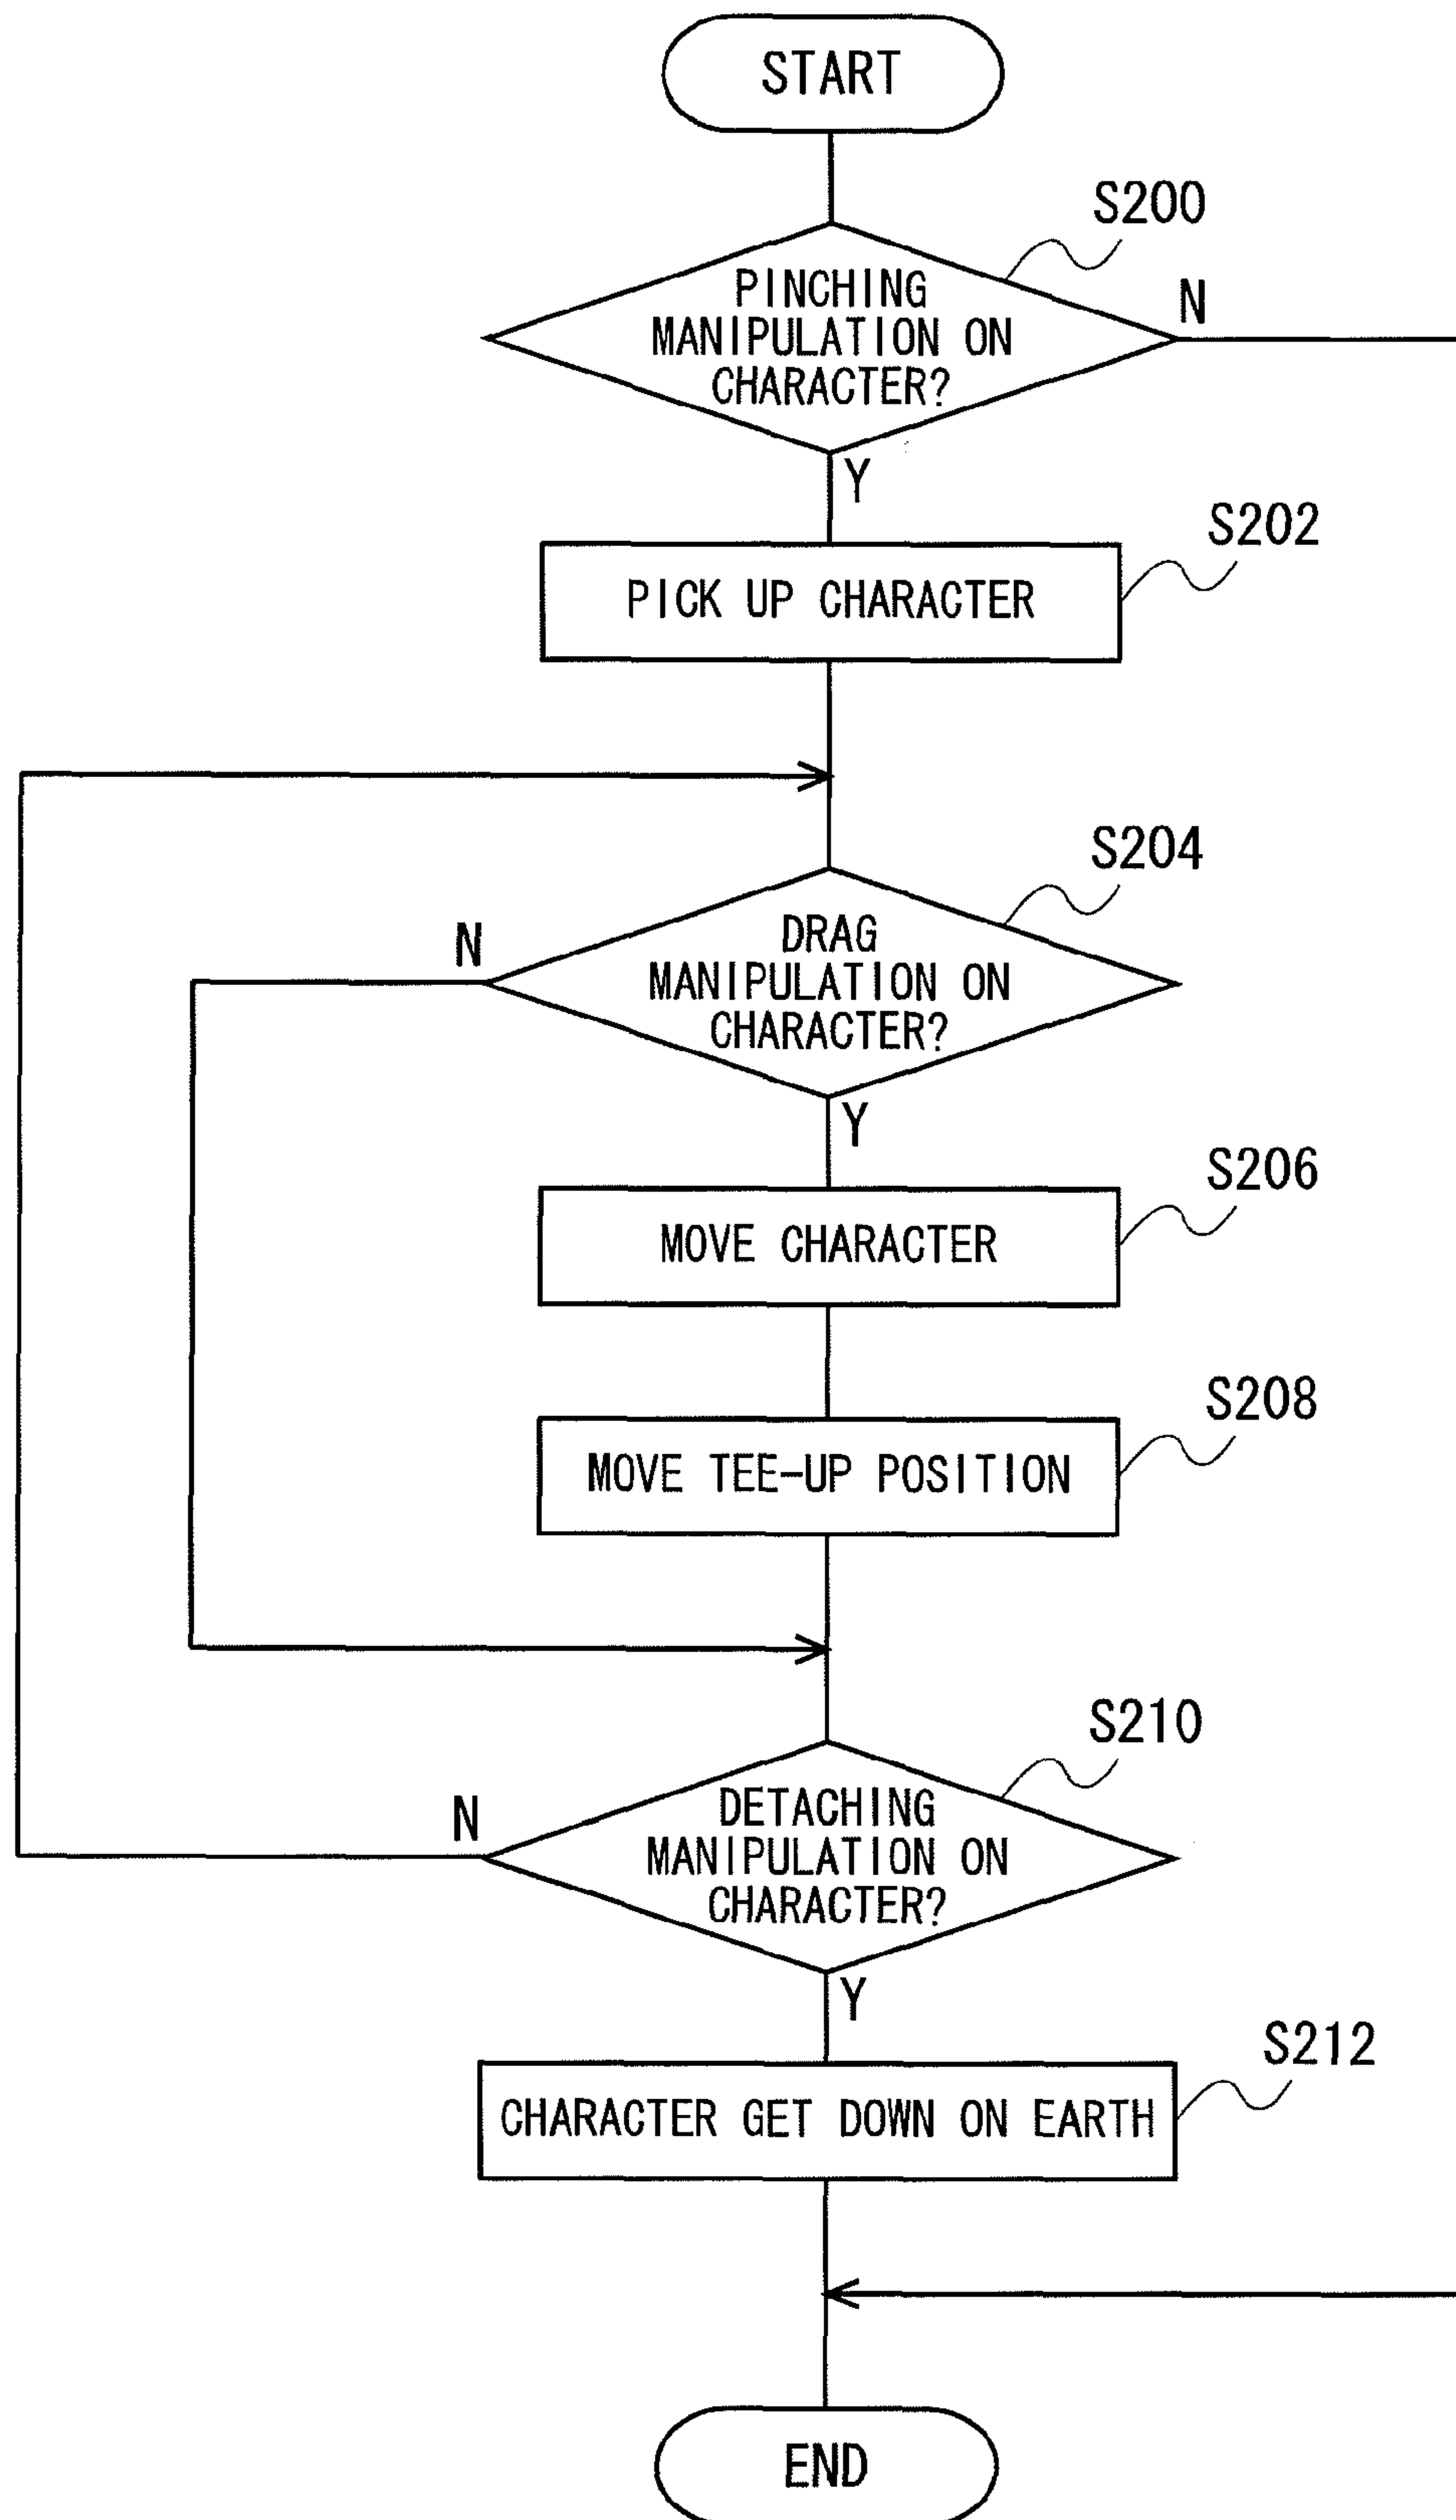 START
S200
PINCHING
MANIPULATION ON
CHARACTER?
N
Y
S202
PICK UP CHARACTER
S204
N
DRAG
MANIPULATION ON
CHARACTER?
Y
S206
MOVE CHARACTER
S208
MOVE TEE-UP POSITION
S210
N
DETACHING
MANIPULATION ON
CHARACTER?
Y
S212
CHARACTER GET DOWN ON EARTH
END